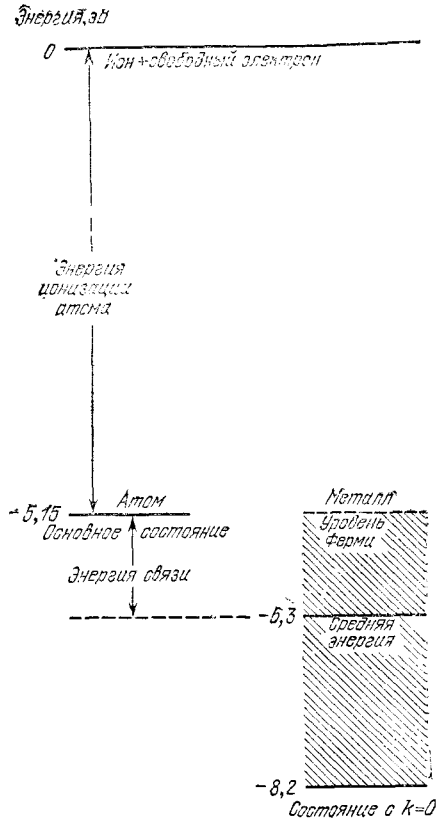 Энергия, эв
0
Ион + свободный электрон
Энергия
ионизации
атома
-5,15
Атом
Основное состояние
Энергия связи
Металл
Уровень
Ферми
-6,3
Средняя
энергия
-8,2
Состояние с k=0